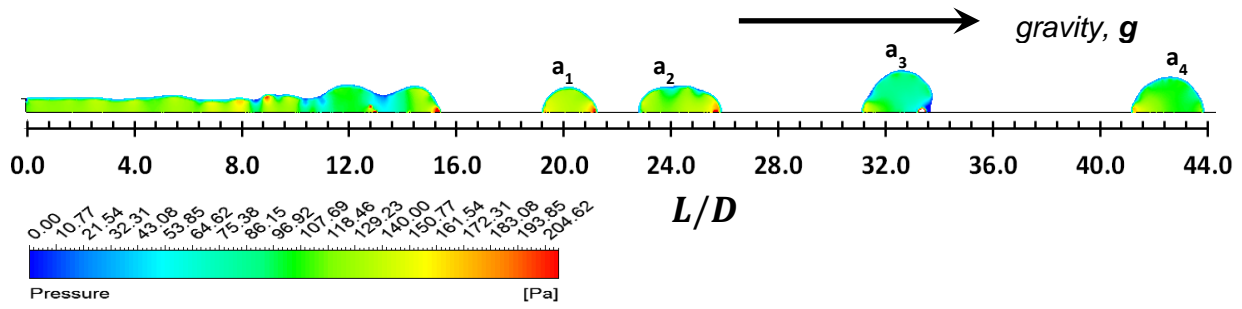 gravity, g
a1 a2 a3 a4
0.0 4.0 8.0 12.0 16.0 20.0 24.0 28.0 32.0 36.0 40.0 44.0
L/D
0.00 10.77 21.54 32.31 43.08 53.85 64.62 75.38 86.15 96.92 107.69 118.46 129.23 140.00 150.77 161.54 172.31 183.08 193.85 204.62
Pressure [Pa]